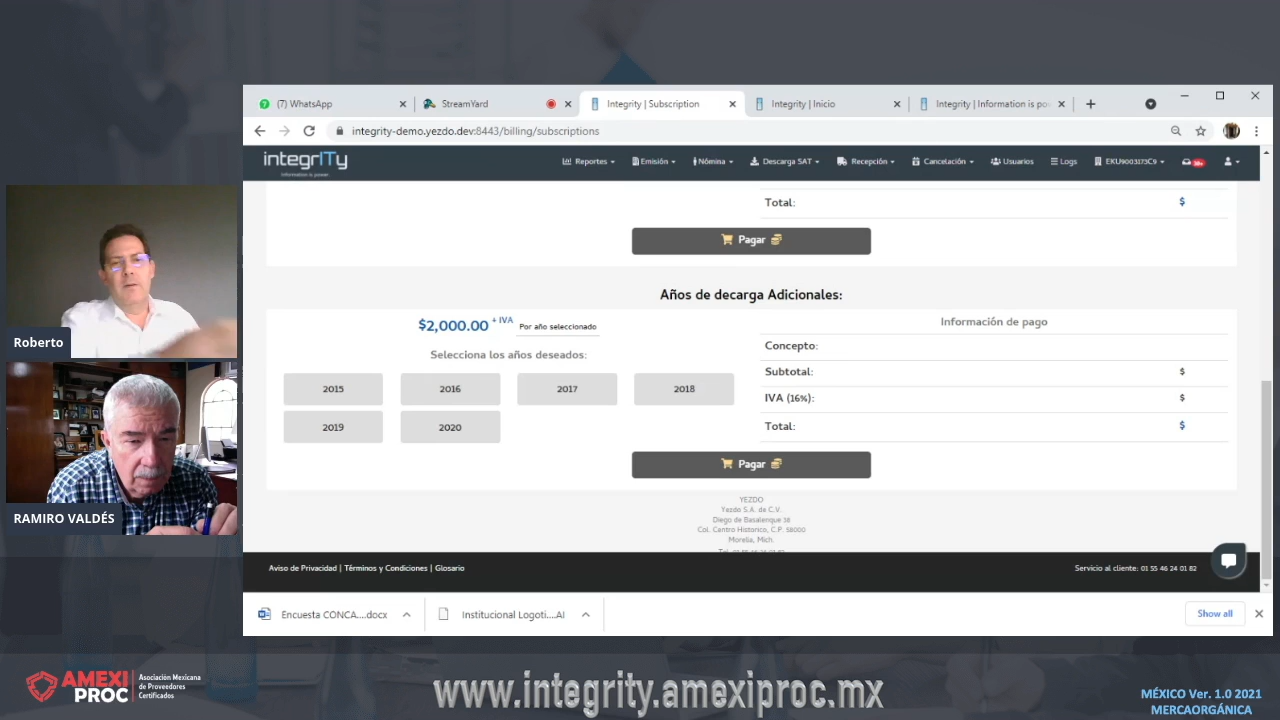 (7) WhatsApp
StreamYard
Integrity | Subscription
Integrity | Inicio
Integrity | Information is po
integrity-demo.yezdo.dev:8443/billing/subscriptions
integrITy
Information is power.
Reportes
Emisión
Nómina
Descarga SAT
Recepción
Cancelación
Usuarios
Logs
EKU9003173C9
Total: $
Pagar
Años de decarga Adicionales:
$2,000.00 + IVA Por año seleccionado
Selecciona los años deseados:
2015 2016 2017 2018
2019 2020
Información de pago
Concepto:
Subtotal: $
IVA (16%): $
Total: $
Pagar
YEZDO
Yezdo S.A. de C.V.
Diego de Basalenque 38
Col. Centro Historico, C.P. 58000
Morelia, Mich.
Aviso de Privacidad | Términos y Condiciones | Glosario
Servicio al cliente: 01 55 46 24 01 82
Encuesta CONCA....docx
Institucional Logoti....AI
Show all
Roberto
RAMIRO VALDÉS
AMEXI
PROC
Asociación Mexicana
de Proveedores
Certificados
www.integrity.amexiproc.mx
MÉXICO Ver. 1.0 2021
MERCAORGÁNICA